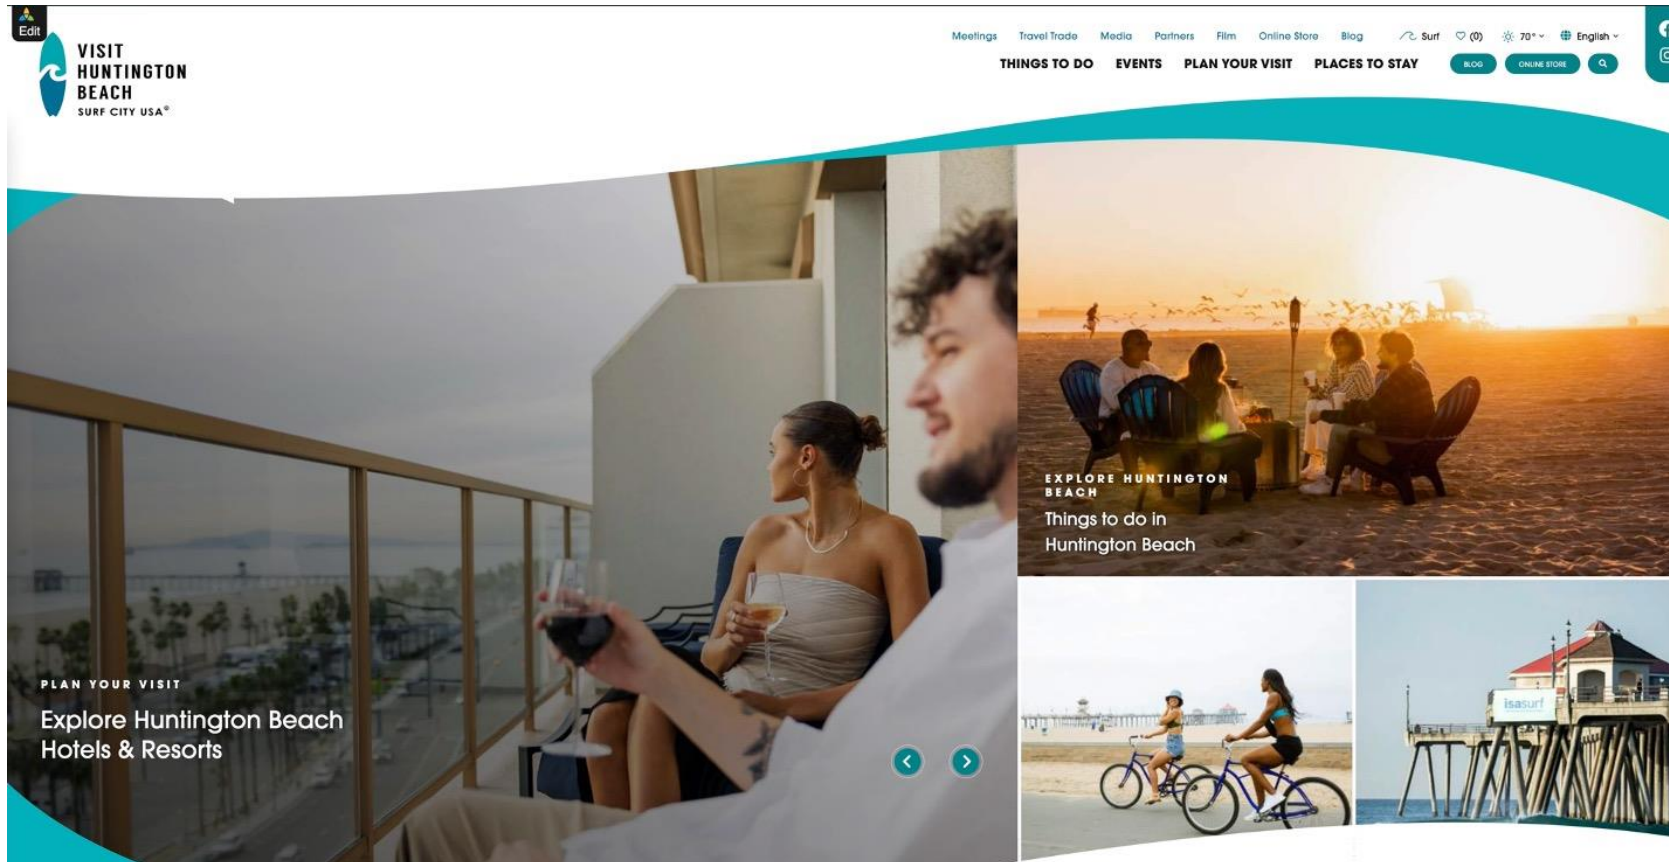 Edit
VISIT
HUNTINGTON
BEACH
SURF CITY USA®
Meetings Travel Trade Media Partners Film Online Store Blog Surf (0) 70° English
THINGS TO DO EVENTS PLAN YOUR VISIT PLACES TO STAY BLOG ONLINE STORE
PLAN YOUR VISIT
Explore Huntington Beach
Hotels & Resorts
EXPLORE HUNTINGTON
BEACH
Things to do in
Huntington Beach
isasurf